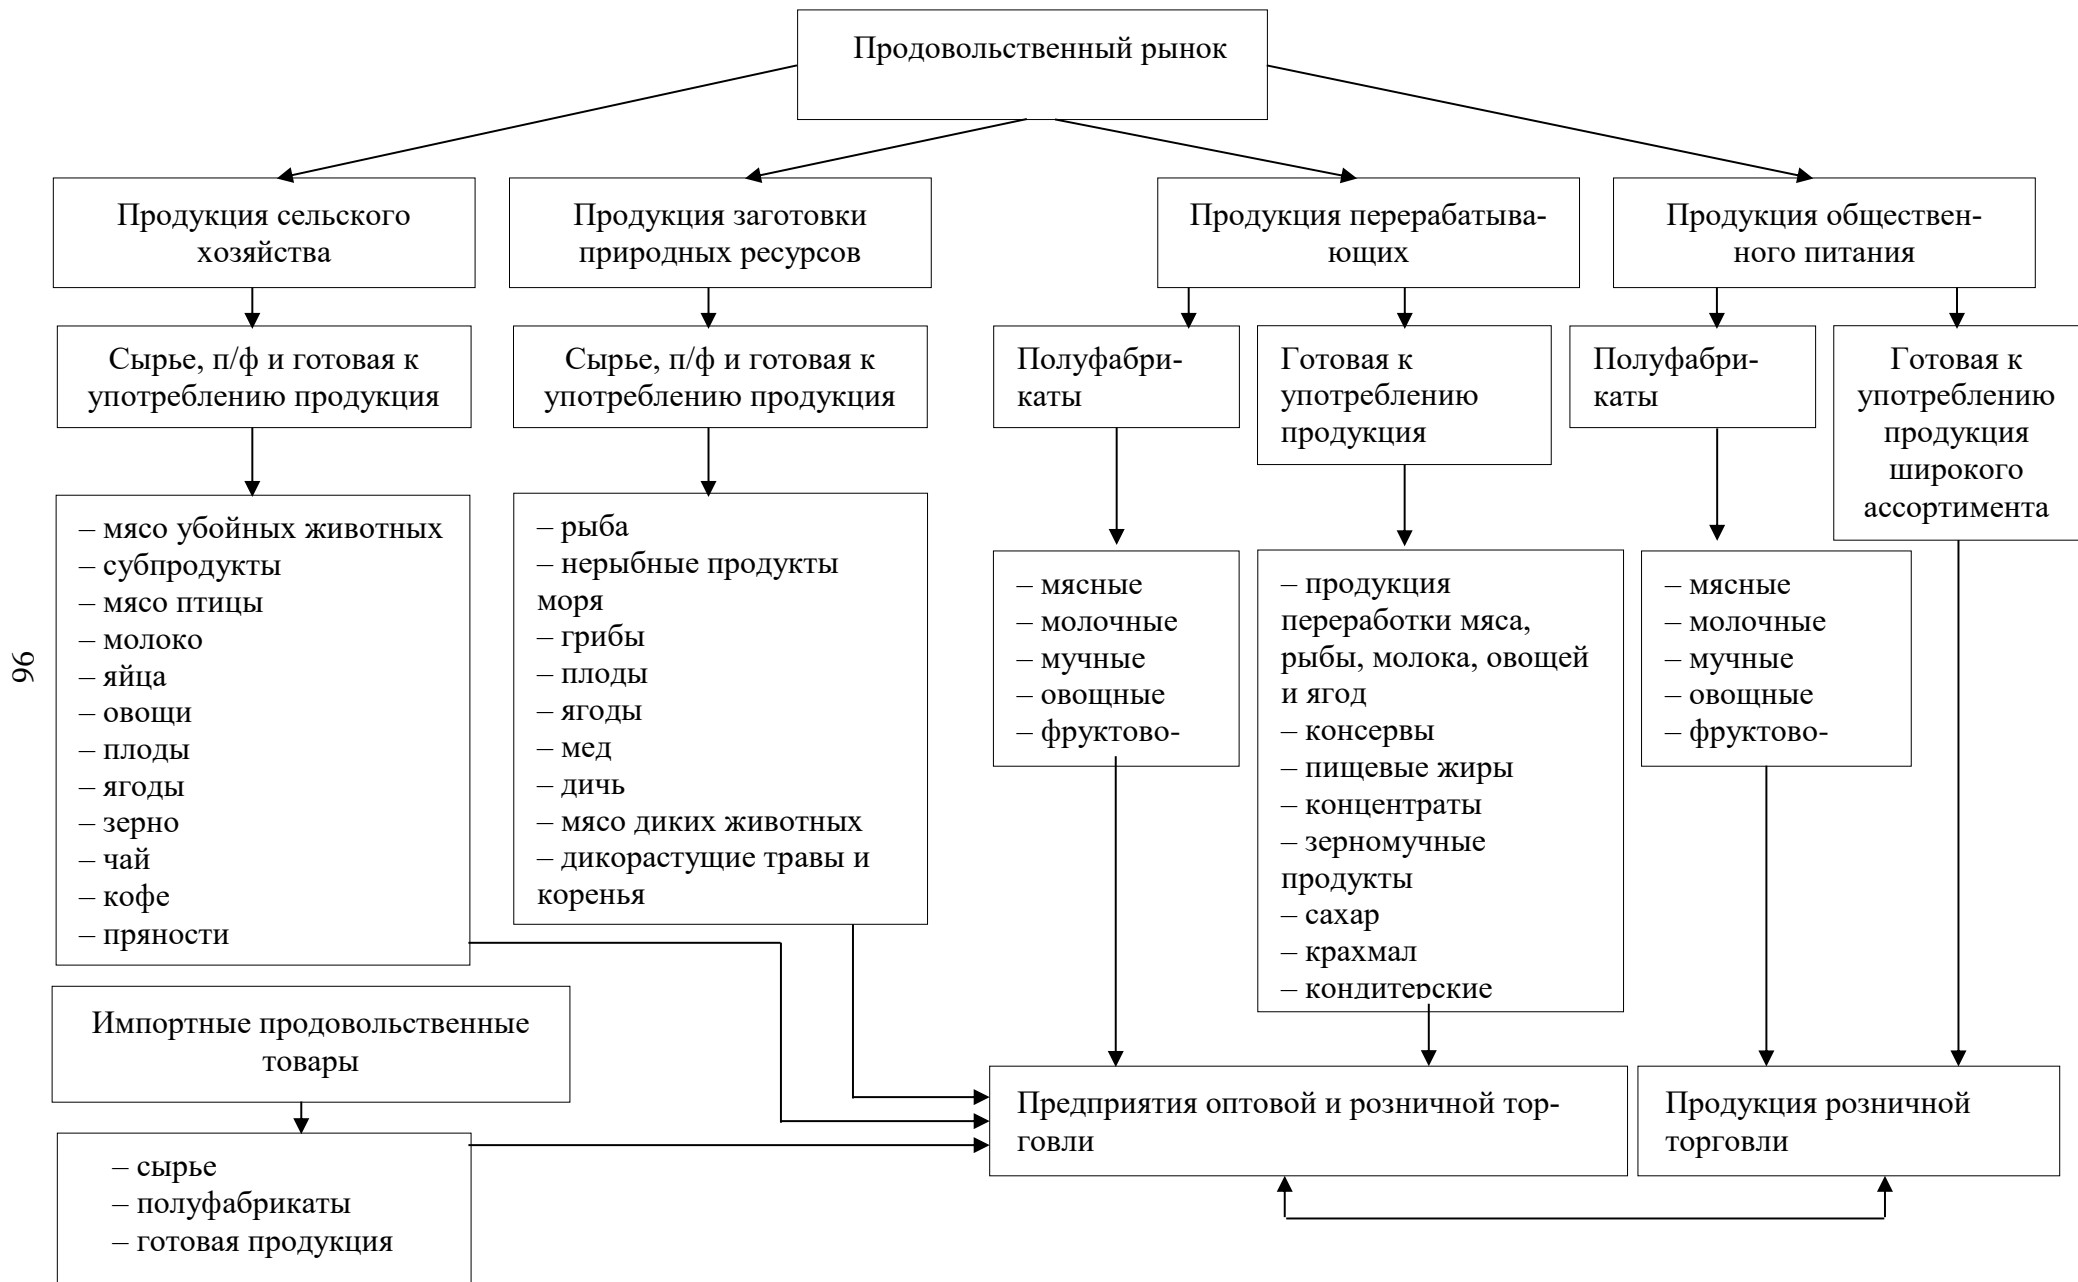 Продовольственный рынок
Продукция сельского
хозяйства
Продукция заготовки
природных ресурсов
Продукция перерабатыва-
ющих
Продукция обществен-
ного питания
Сырье, п/ф и готовая к
употреблению продукция
Сырье, п/ф и готовая к
употреблению продукция
Полуфабри-
каты
Готовая к
употреблению
продукция
Полуфабри-
каты
Готовая к
употреблению
продукция
широкого
ассортимента
– мясо убойных животных
– субпродукты
– мясо птицы
– молоко
– яйца
– овощи
– плоды
– ягоды
– зерно
– чай
– кофе
– пряности
– рыба
– нерыбные продукты
моря
– грибы
– плоды
– ягоды
– мед
– дичь
– мясо диких животных
– дикорастущие травы и
коренья
– мясные
– молочные
– мучные
– овощные
– фруктово-
– продукция
переработки мяса,
рыбы, молока, овощей
и ягод
– консервы
– пищевые жиры
– концентраты
– зерномучные
продукты
– сахар
– крахмал
– кондитерские
– мясные
– молочные
– мучные
– овощные
– фруктово-
Импортные продовольственные
товары
– сырье
– полуфабрикаты
– готовая продукция
Предприятия оптовой и розничной тор-
говли
Продукция розничной
торговли
96